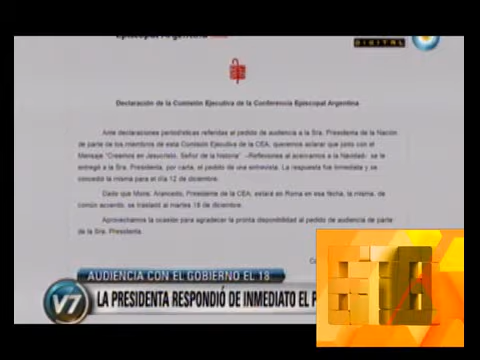 Episcopal Argentina
DIGITAL
Declaración de la Comisión Ejecutiva de la Conferencia Episcopal Argentina
Ante declaraciones periodísticas referidas al pedido de audiencia a la Sra. Presidenta de la Nación
de parte de los miembros de esta Comisión Ejecutiva de la CEA, queremos aclarar que junto con el
Mensaje "Creemos en Jesucristo, Señor de la historia" -Reflexiones al acercarnos a la Navidad- se le
entregó a la Sra. Presidenta, por carta, el pedido de una entrevista. La respuesta fue inmediata y se
concedió la misma para el día 12 de diciembre.
Dado que Mons. Arancedo, Presidente de la CEA, estará en Roma en esa fecha, la misma, de
común acuerdo, se trasladó al martes 18 de diciembre.
Aprovechamos la ocasión para agradecer la pronta disponibilidad al pedido de audiencia de parte
de la Sra. Presidenta.
AUDIENCIA CON EL GOBIERNO EL 18
V7
LA PRESIDENTA RESPONDIÓ DE INMEDIATO EL P